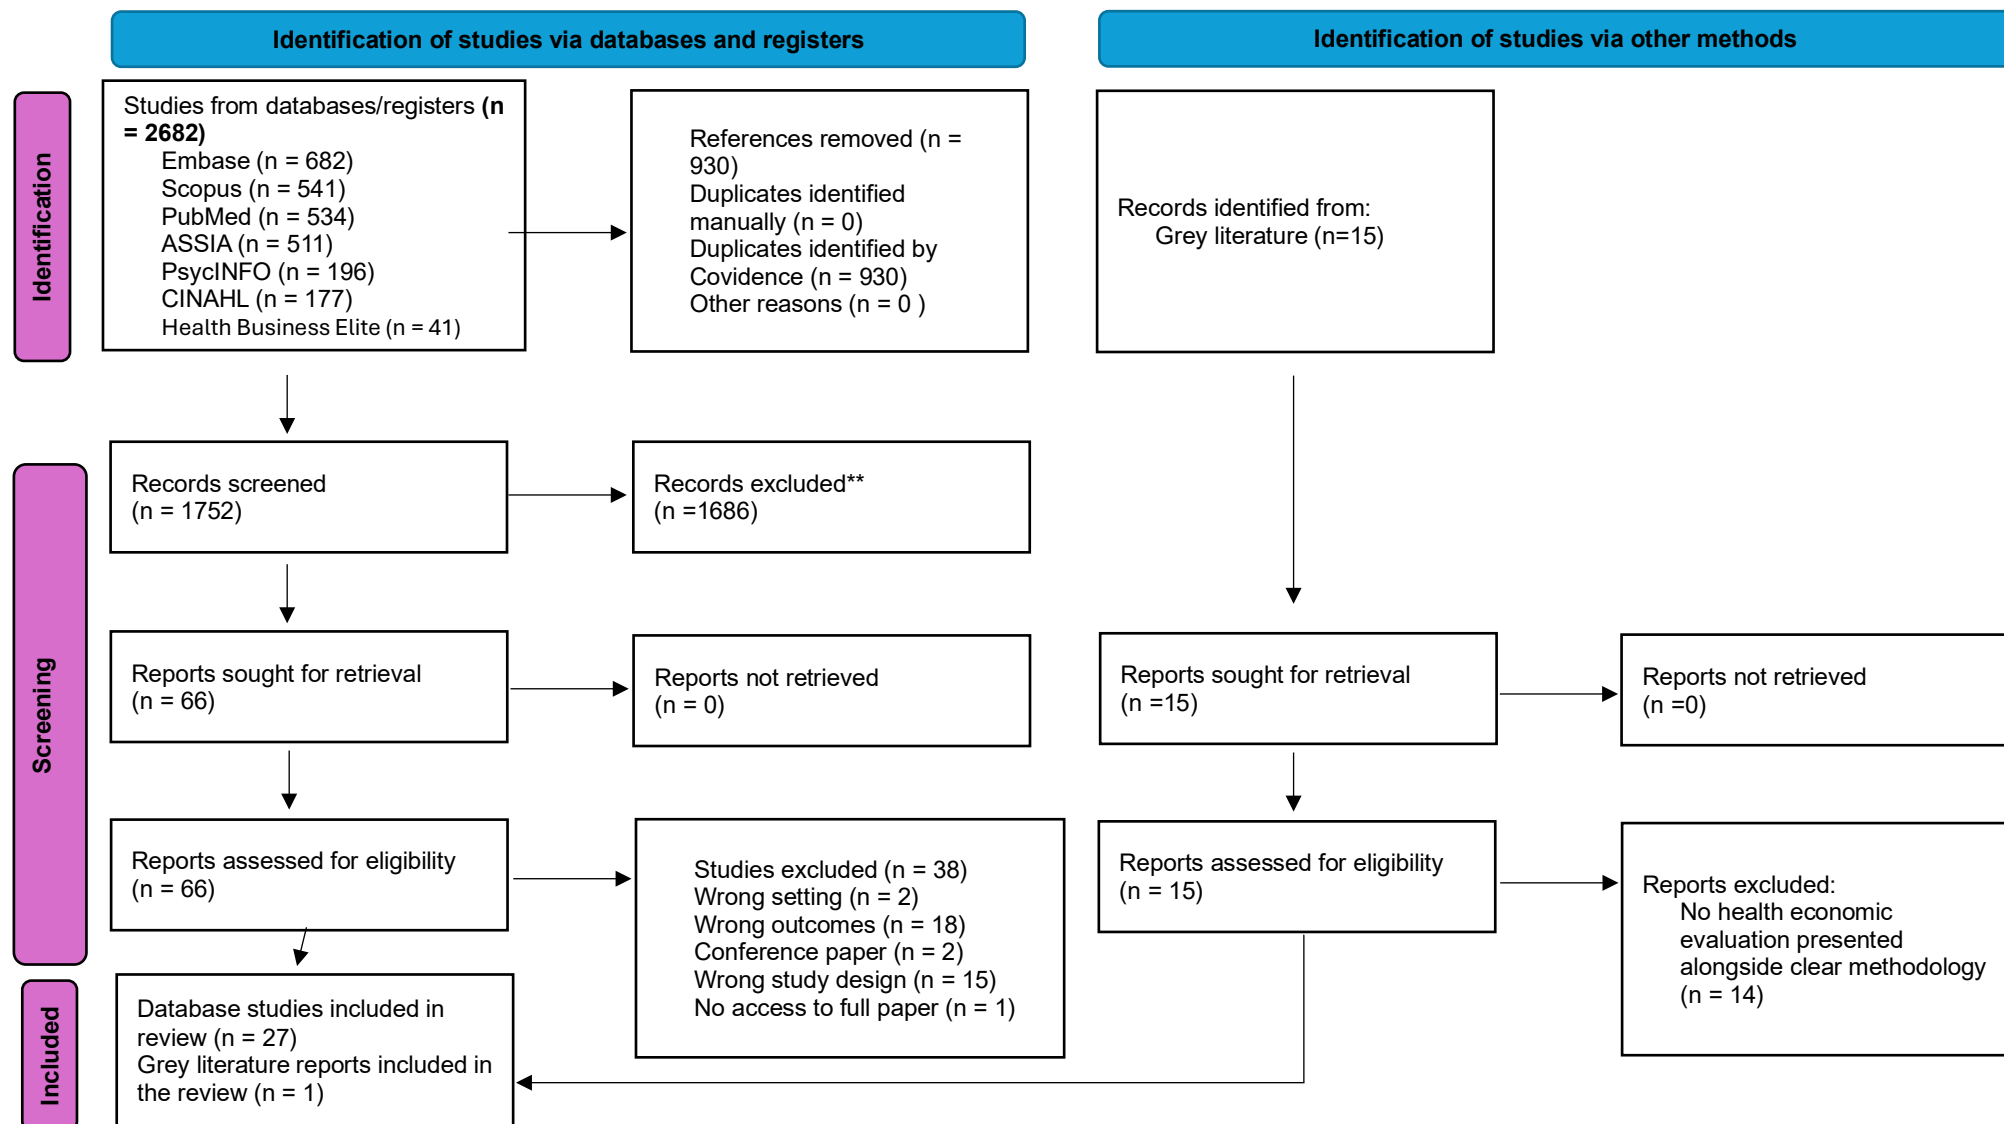 Identification of studies via databases and registers
Identification of studies via other methods
Identification
Studies from databases/registers (n
= 2682)
Embase (n = 682)
Scopus (n = 541)
PubMed (n = 534)
ASSIA (n = 511)
PsycINFO (n = 196)
CINAHL (n = 177)
Health Business Elite (n = 41)
References removed (n =
930)
Duplicates identified
manually (n = 0)
Duplicates identified by
Covidence (n = 930)
Other reasons (n = 0 )
Records identified from:
Grey literature (n=15)
Screening
Records screened
(n = 1752)
Records excluded**
(n =1686)
Reports sought for retrieval
(n = 66)
Reports not retrieved
(n = 0)
Reports sought for retrieval
(n =15)
Reports not retrieved
(n =0)
Reports assessed for eligibility
(n = 66)
Studies excluded (n = 38)
Wrong setting (n = 2)
Wrong outcomes (n = 18)
Conference paper (n = 2)
Wrong study design (n = 15)
No access to full paper (n = 1)
Reports assessed for eligibility
(n = 15)
Reports excluded:
No health economic
evaluation presented
alongside clear methodology
(n = 14)
Included
Database studies included in
review (n = 27)
Grey literature reports included in
the review (n = 1)